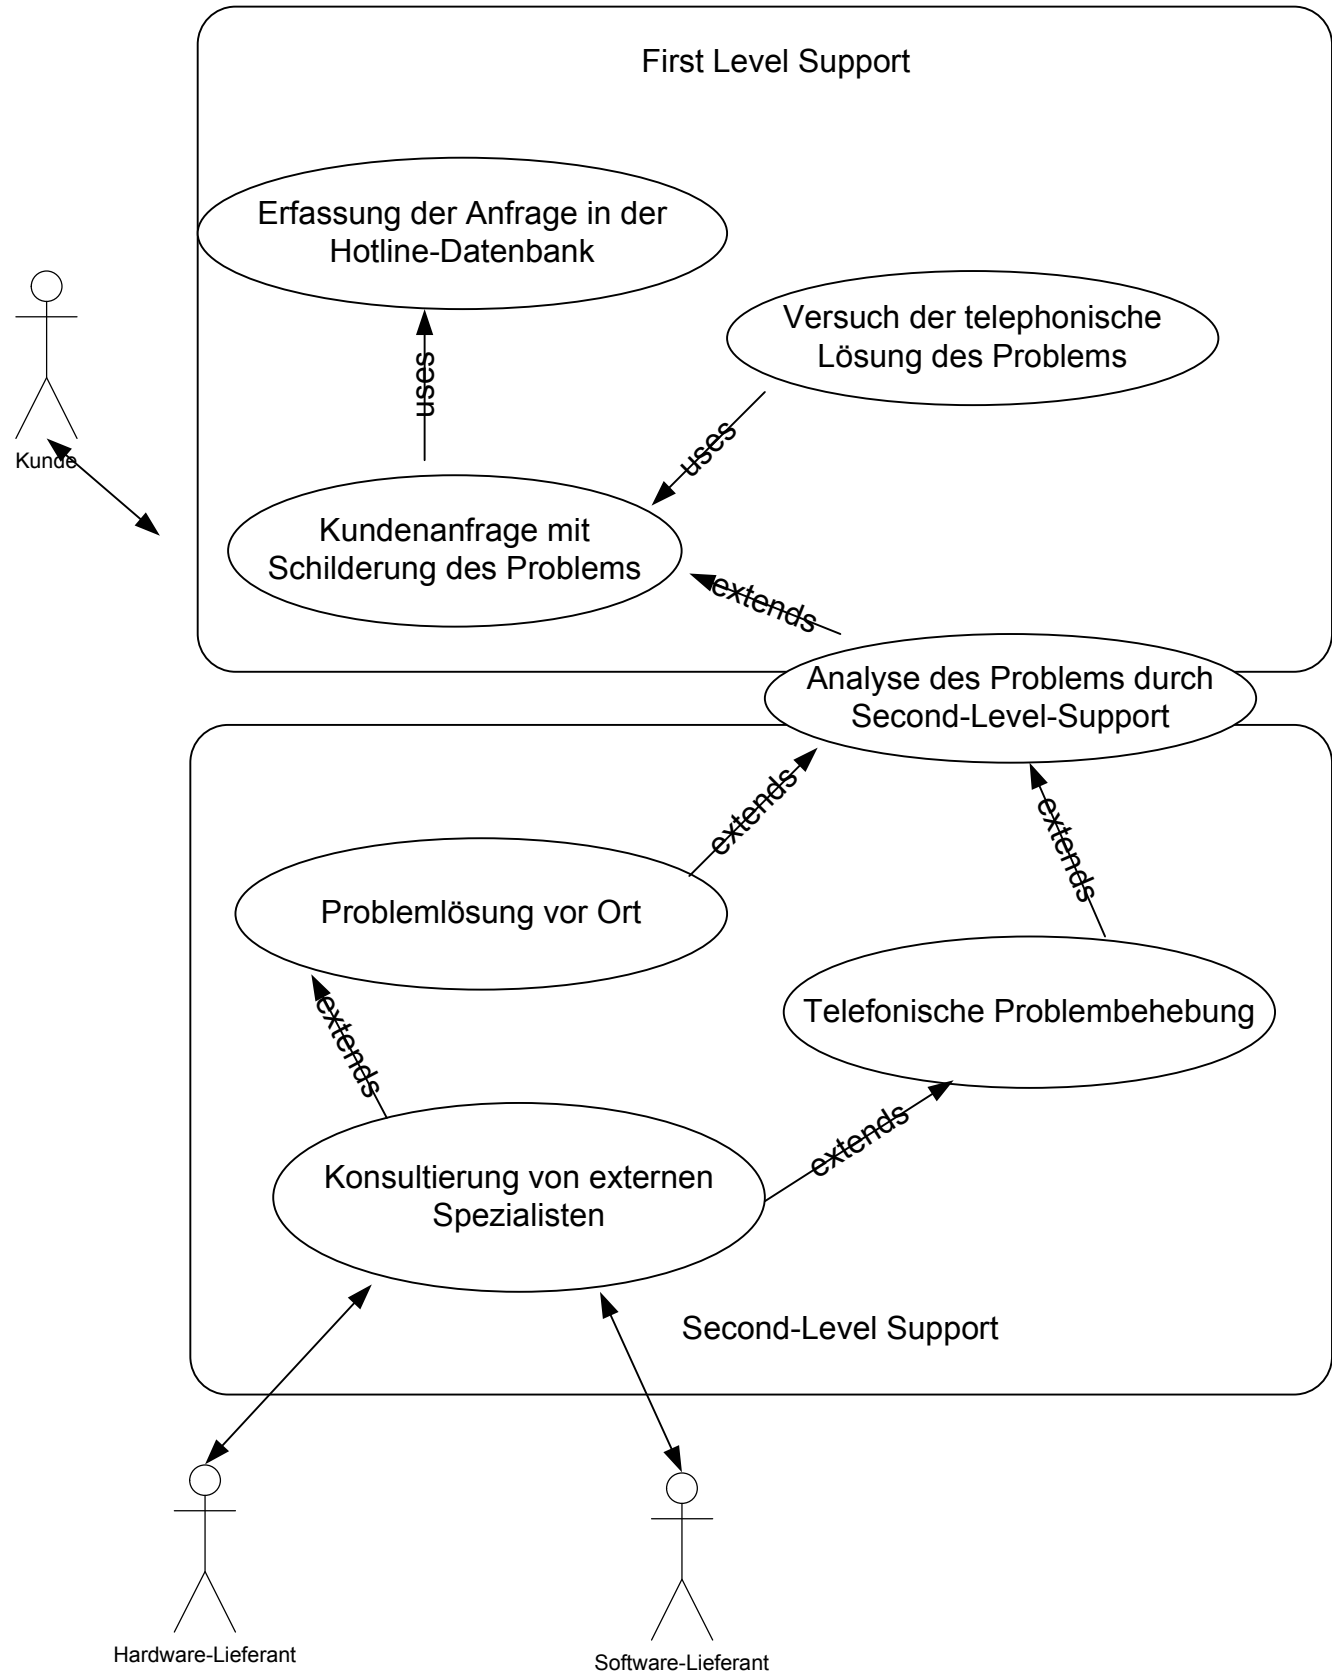 First Level Support
Erfassung der Anfrage in der
Hotline-Datenbank
Versuch der telephonische
Lösung des Problems
uses
uses
Kunde
Kundenanfrage mit
Schilderung des Problems
extends
Analyse des Problems durch
Second-Level-Support
extends
extends
Problemlösung vor Ort
Telefonische Problembehebung
extends
extends
Konsultierung von externen
Spezialisten
Second-Level Support
Hardware-Lieferant
Software-Lieferant